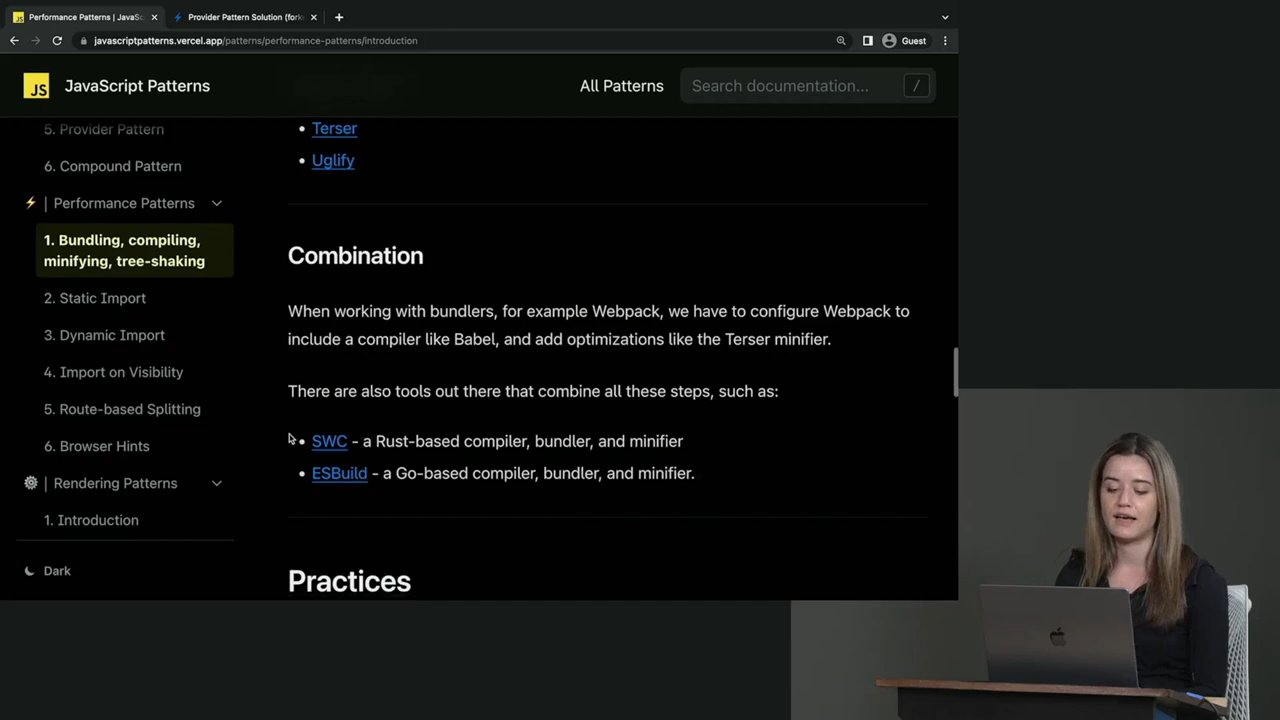 Performance Patterns | JavaSc
Provider Pattern Solution (fork
javascriptpatterns.vercel.app/patterns/performance-patterns/introduction
Guest
JS
JavaScript Patterns
All Patterns
Search documentation...
/
5. Provider Pattern
6. Compound Pattern
⚡ | Performance Patterns
1. Bundling, compiling,
minifying, tree-shaking
2. Static Import
3. Dynamic Import
4. Import on Visibility
5. Route-based Splitting
6. Browser Hints
| Rendering Patterns
1. Introduction
Dark
• Terser
• Uglify
Combination
When working with bundlers, for example Webpack, we have to configure Webpack to
include a compiler like Babel, and add optimizations like the Terser minifier.
There are also tools out there that combine all these steps, such as:
• SWC - a Rust-based compiler, bundler, and minifier
• ESBuild - a Go-based compiler, bundler, and minifier.
Practices